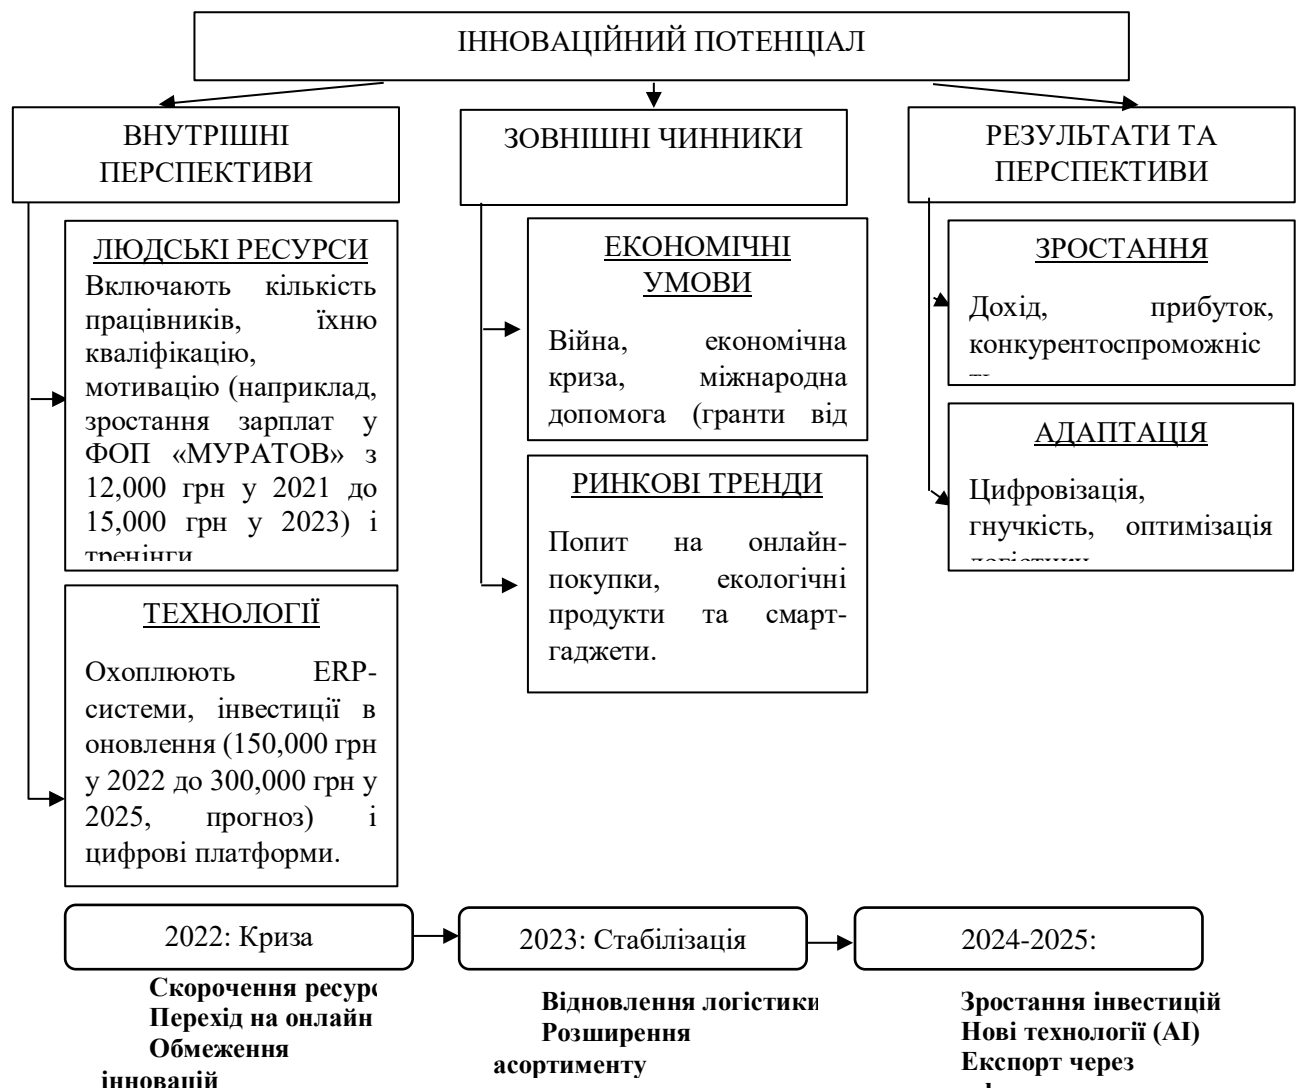 ІННОВАЦІЙНИЙ ПОТЕНЦІАЛ
ВНУТРІШНІ
ПЕРСПЕКТИВИ
ЛЮДСЬКІ РЕСУРСИ
Включають кількість
працівників, їхню
кваліфікацію,
мотивацію (наприклад,
зростання зарплат у
ФОП «МУРАТОВ» з
12,000 грн у 2021 до
15,000 грн у 2023) і
тренінги
ТЕХНОЛОГІЇ
Охоплюють ERP-
системи, інвестиції в
оновлення (150,000 грн
у 2022 до 300,000 грн у
2025, прогноз) і
цифрові платформи.
ЗОВНІШНІ ЧИННИКИ
ЕКОНОМІЧНІ
УМОВИ
Війна, економічна
криза, міжнародна
допомога (гранти від
РИНКОВІ ТРЕНДИ
Попит на онлайн-
покупки, екологічні
продукти та смарт-
гаджети.
РЕЗУЛЬТАТИ ТА
ПЕРСПЕКТИВИ
ЗРОСТАННЯ
Дохід, прибуток,
конкурентоспроможніс
АДАПТАЦІЯ
Цифровізація,
гнучкість, оптимізація
2022: Криза
Скорочення ресурс
Перехід на онлайн
Обмеження
інновацій
2023: Стабілізація
Відновлення логістики
Розширення
асортименту
2024-2025:
Зростання інвестицій
Нові технології (AI)
Експорт через